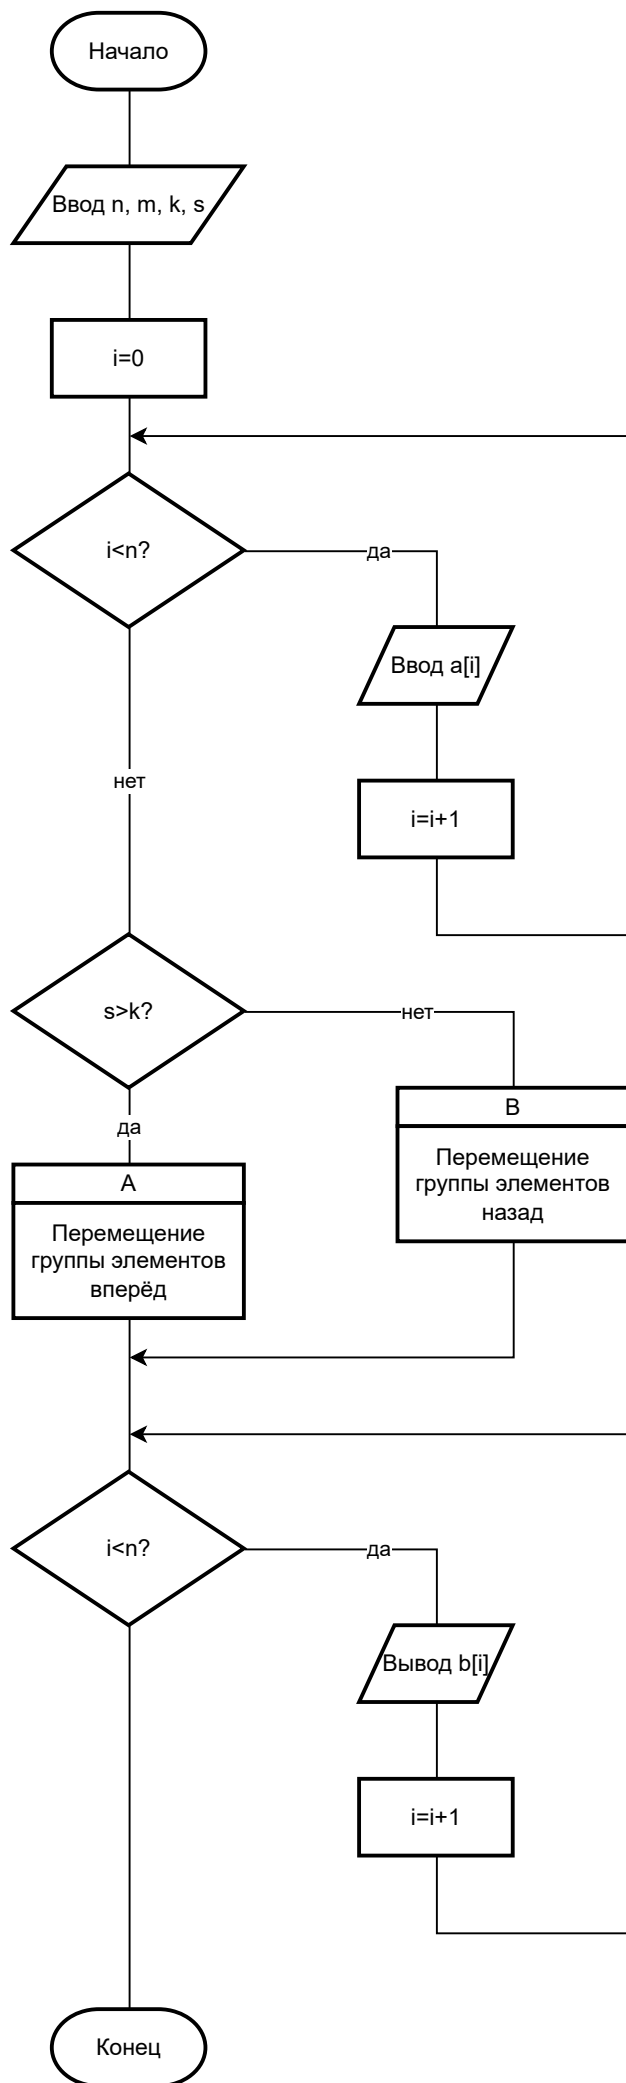 Начало
Ввод n, m, k, s
i=0
i<n?
да
Ввод a[i]
нет
i=i+1
s>k?
нет
B
да
Перемещение
группы элементов
назад
A
Перемещение
группы элементов
вперёд
i<n?
да
Вывод b[i]
i=i+1
Конец